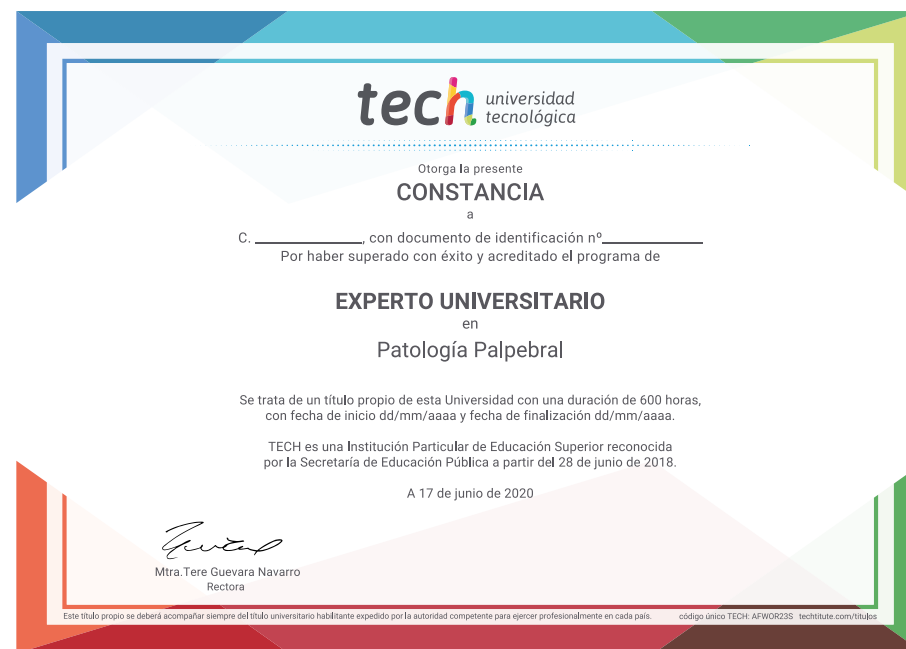 tech universidad
tecnológica
Otorga la presente
CONSTANCIA
a
C. ______________, con documento de identificación nº_____________
Por haber superado con éxito y acreditado el programa de
EXPERTO UNIVERSITARIO
en
Patología Palpebral
Se trata de un título propio de esta Universidad con una duración de 600 horas,
con fecha de inicio dd/mm/aaaa y fecha de finalización dd/mm/aaaa.
TECH es una Institución Particular de Educación Superior reconocida
por la Secretaría de Educación Pública a partir del 28 de junio de 2018.
A 17 de junio de 2020
Mtra.Tere Guevara Navarro
Rectora
Este título propio se deberá acompañar siempre del título universitario habilitante expedido por la autoridad competente para ejercer profesionalmente en cada país. código único TECH: AFWOR23S techtitute.com/títulos